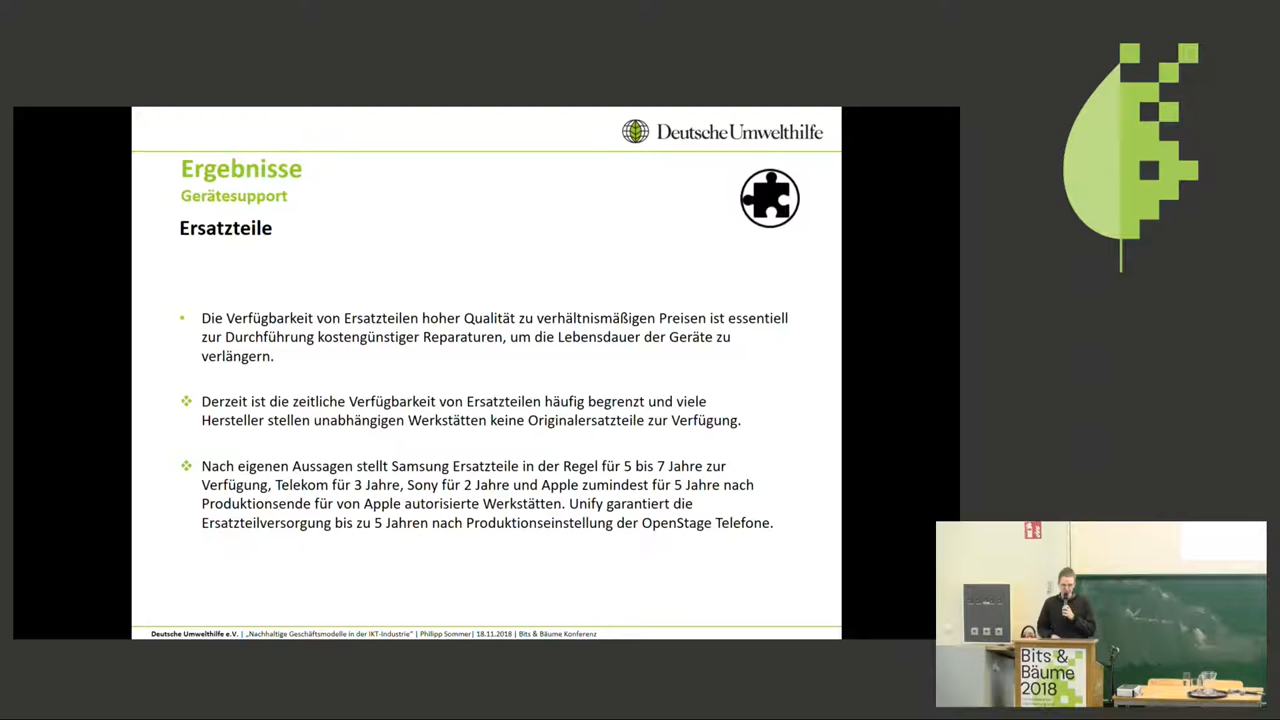 Deutsche Umwelthilfe
Ergebnisse
Gerätesupport
Ersatzteile
• Die Verfügbarkeit von Ersatzteilen hoher Qualität zu verhältnismäßigen Preisen ist essentiell
zur Durchführung kostengünstiger Reparaturen, um die Lebensdauer der Geräte zu
verlängern.
❖ Derzeit ist die zeitliche Verfügbarkeit von Ersatzteilen häufig begrenzt und viele
Hersteller stellen unabhängigen Werkstätten keine Originalersatzteile zur Verfügung.
❖ Nach eigenen Aussagen stellt Samsung Ersatzteile in der Regel für 5 bis 7 Jahre zur
Verfügung, Telekom für 3 Jahre, Sony für 2 Jahre und Apple zumindest für 5 Jahre nach
Produktionsende für von Apple autorisierte Werkstätten. Unify garantiert die
Ersatzteilversorgung bis zu 5 Jahren nach Produktionseinstellung der OpenStage Telefone.
Deutsche Umwelthilfe e.V. | „Nachhaltige Geschäftsmodelle in der IKT-Industrie“ | Philipp Sommer| 18.11.2018 | Bits & Bäume Konferenz
Bits &
Bäume
2018